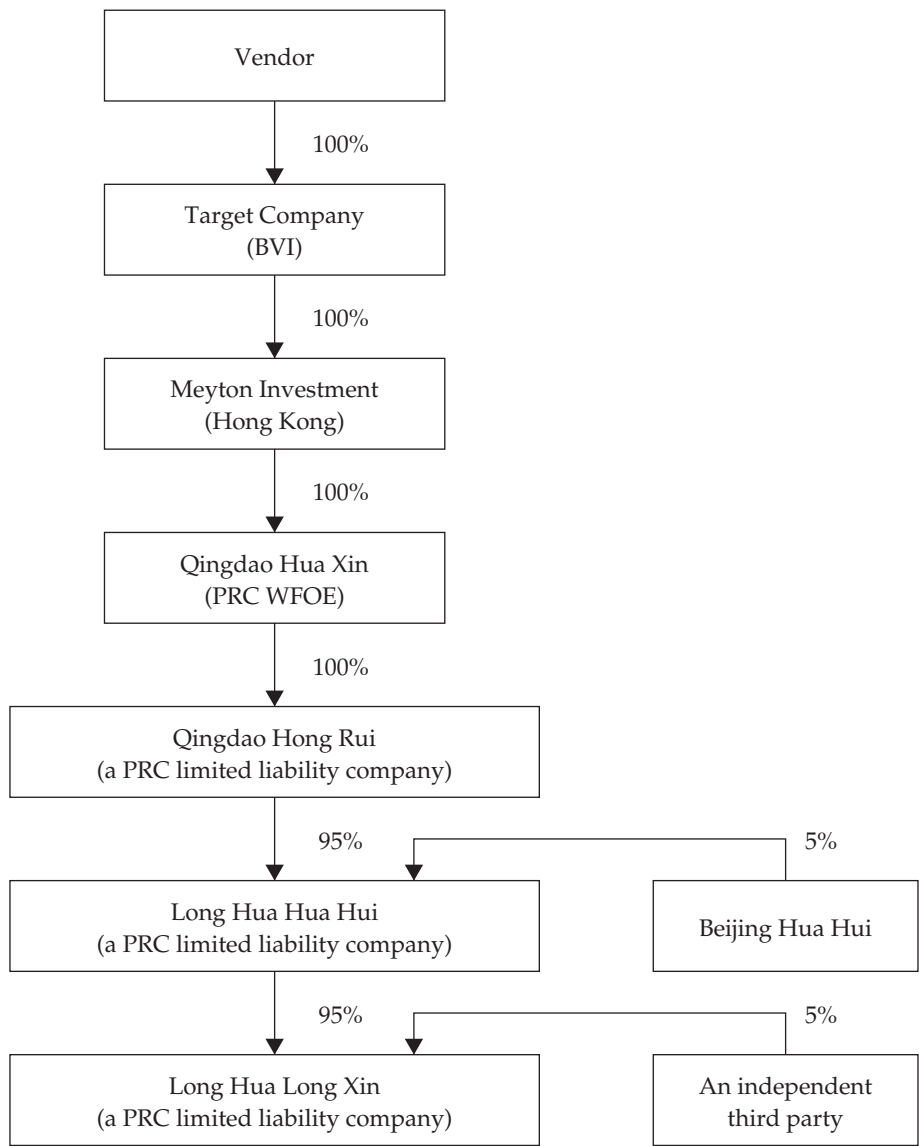 Vendor
100%
Target Company
(BVI)
100%
Meyton Investment
(Hong Kong)
100%
Qingdao Hua Xin
(PRC WFOE)
100%
Qingdao Hong Rui
(a PRC limited liability company)
95%
5%
Long Hua Hua Hui
(a PRC limited liability company)
Beijing Hua Hui
95%
5%
Long Hua Long Xin
(a PRC limited liability company)
An independent
third party